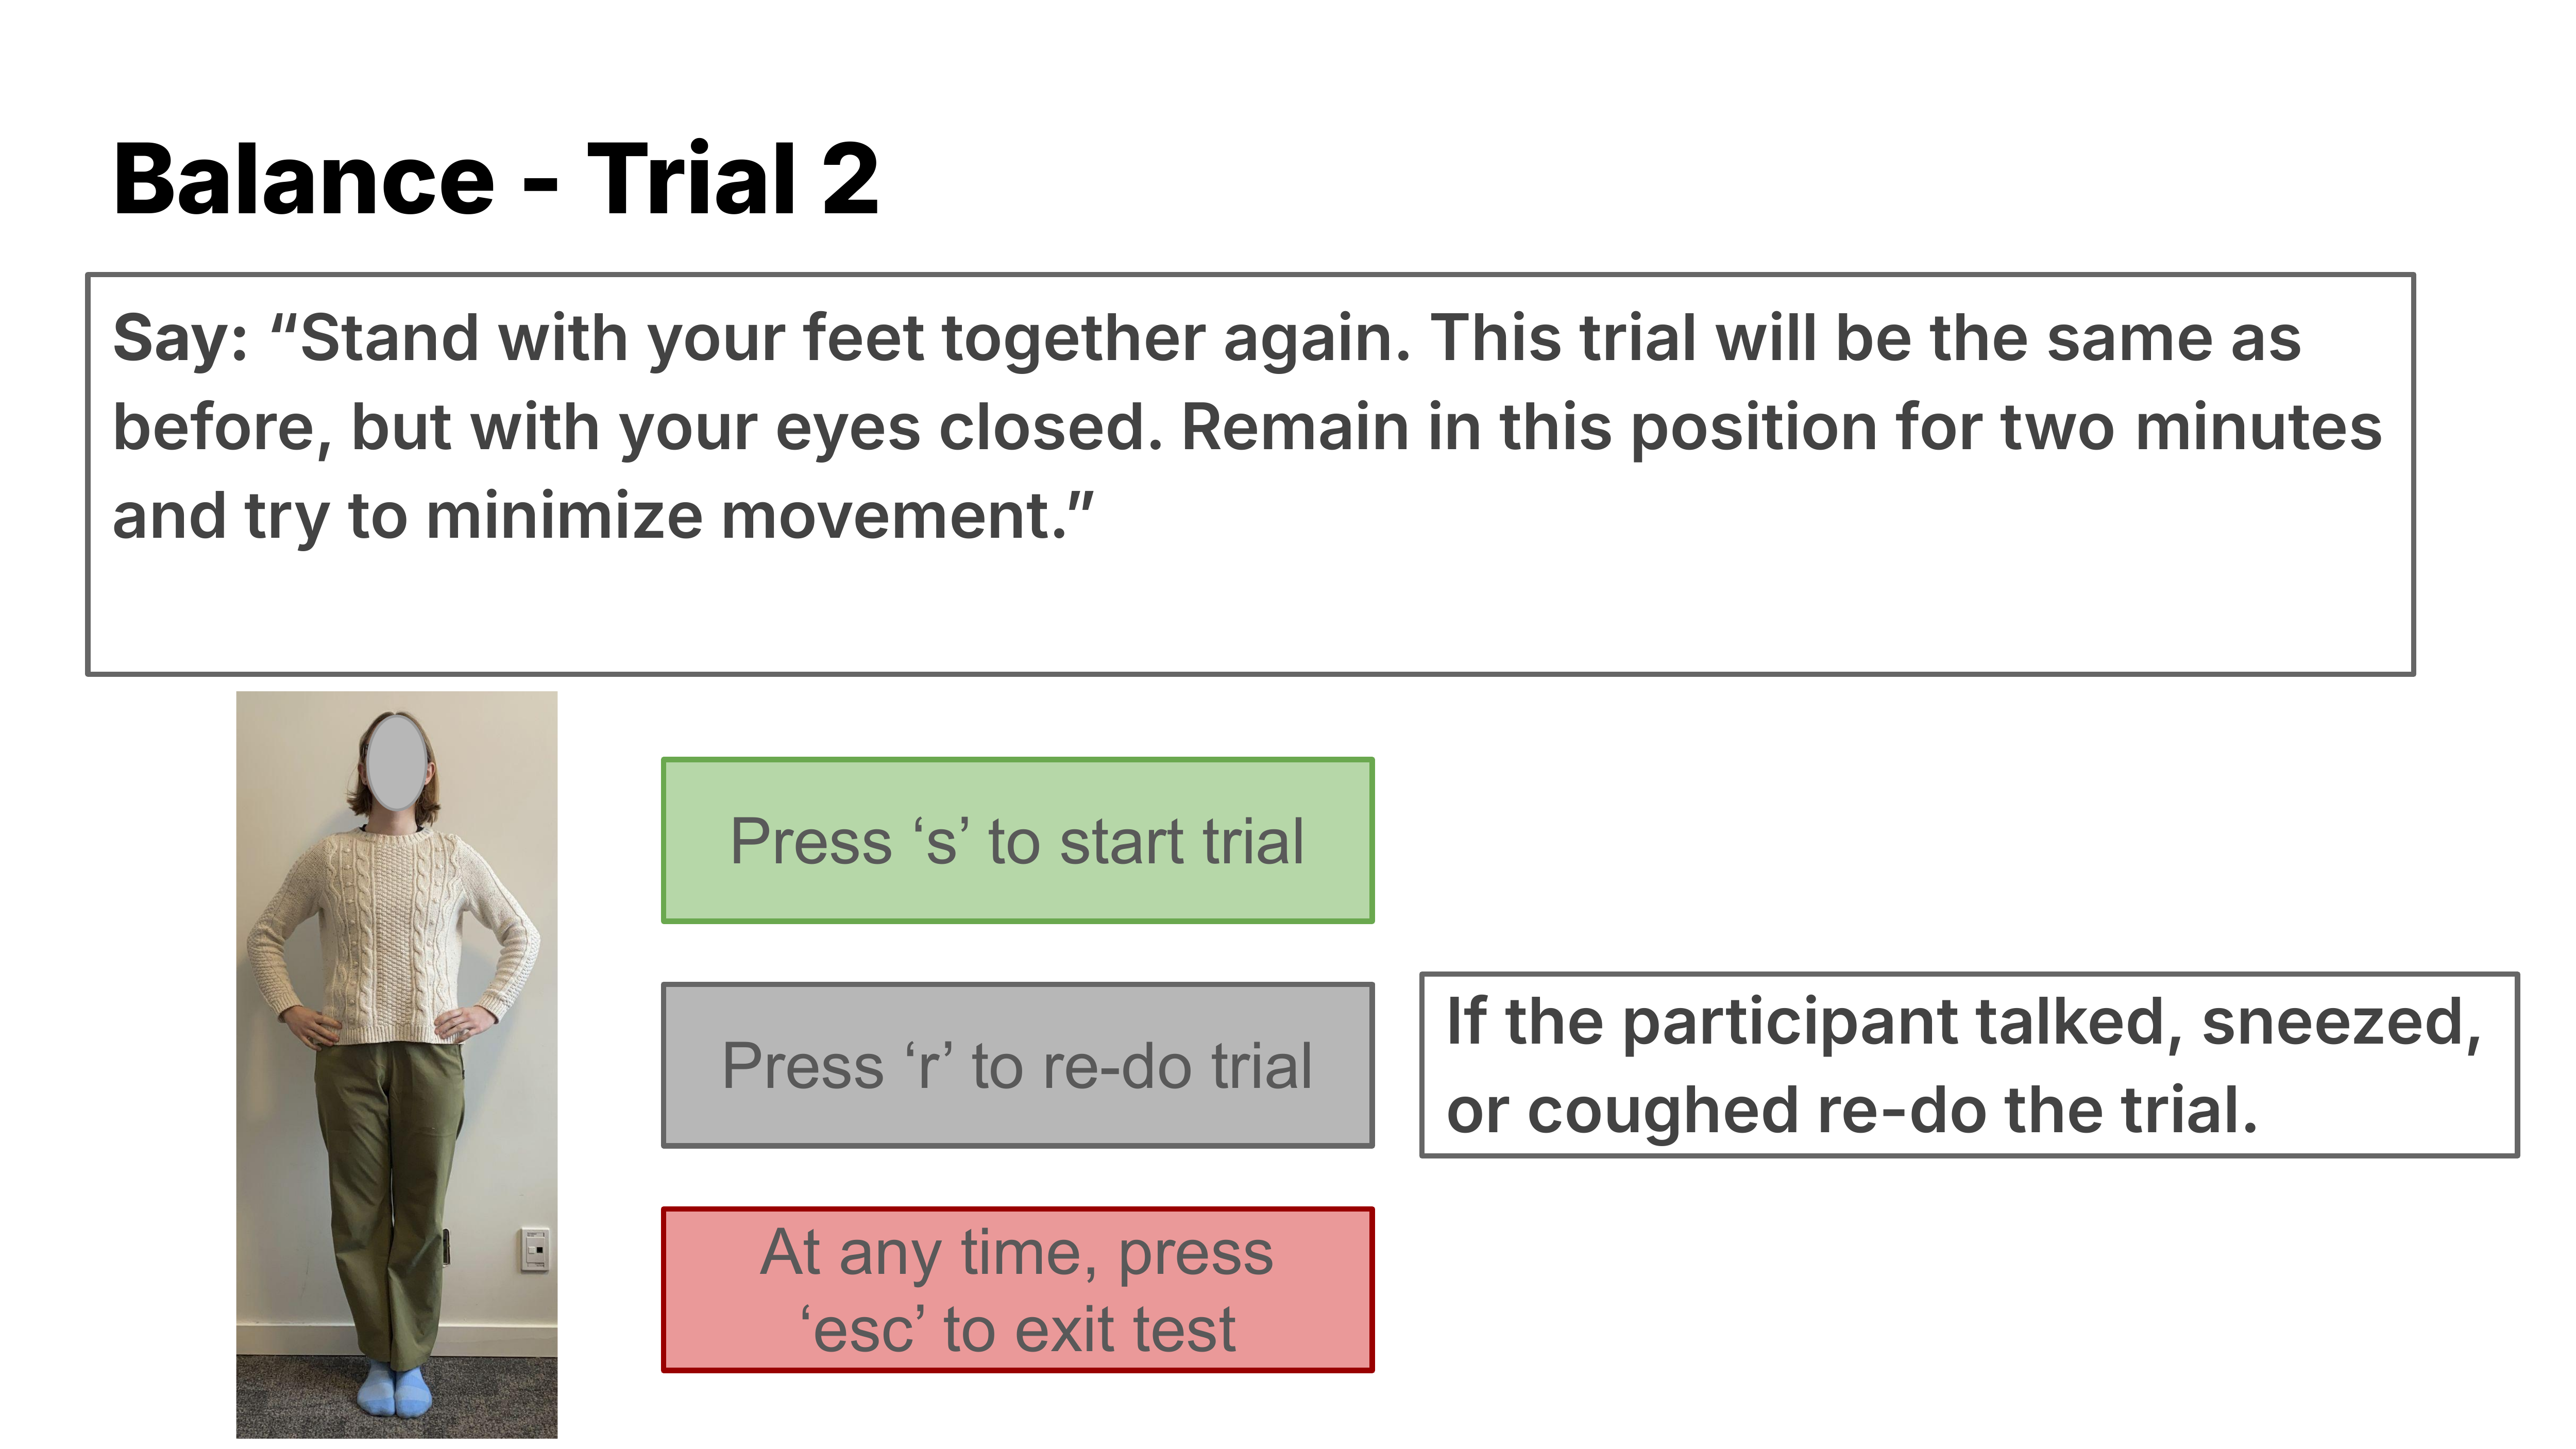 Balance - Trial 2
Say: “Stand with your feet together again. This trial will be the same as
before, but with your eyes closed. Remain in this position for two minutes
and try to minimize movement.”
Press ‘s’ to start trial
Press ‘r’ to re-do trial
If the participant talked, sneezed,
or coughed re-do the trial.
At any time, press
‘esc’ to exit test